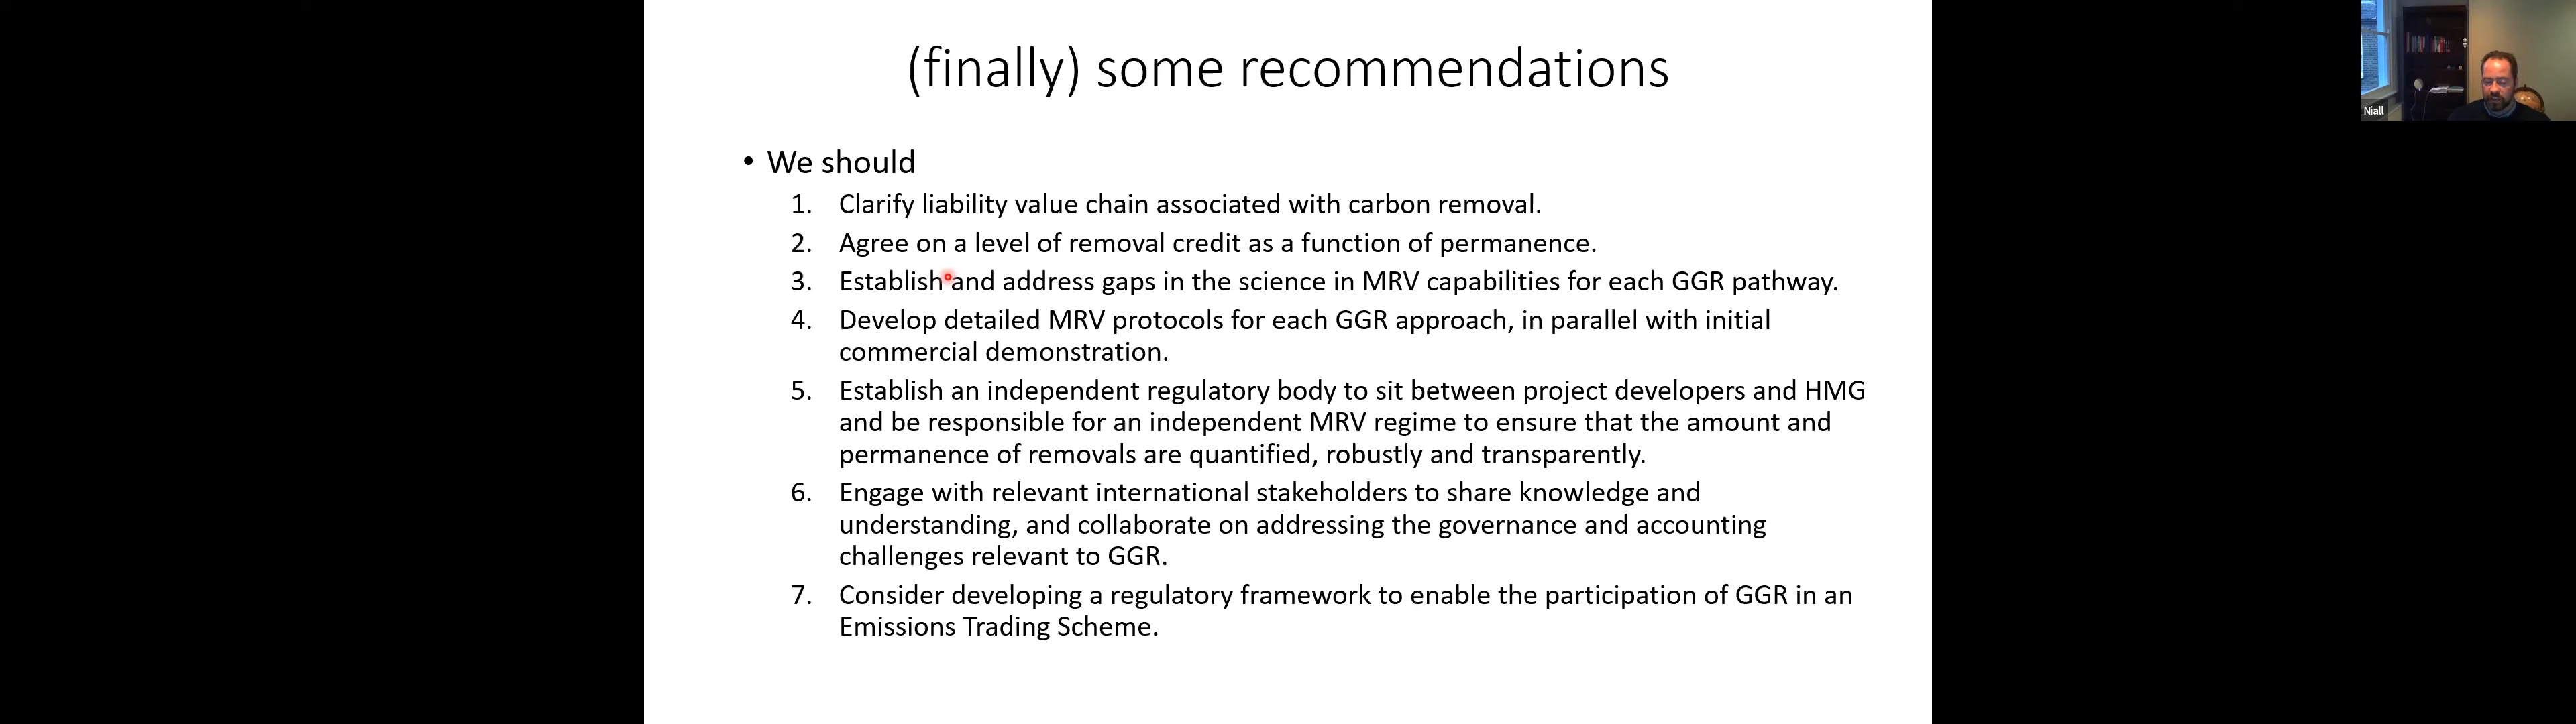 (finally) some recommendations
• We should
1. Clarify liability value chain associated with carbon removal.
2. Agree on a level of removal credit as a function of permanence.
3. Establish and address gaps in the science in MRV capabilities for each GGR pathway.
4. Develop detailed MRV protocols for each GGR approach, in parallel with initial
commercial demonstration.
5. Establish an independent regulatory body to sit between project developers and HMG
and be responsible for an independent MRV regime to ensure that the amount and
permanence of removals are quantified, robustly and transparently.
6. Engage with relevant international stakeholders to share knowledge and
understanding, and collaborate on addressing the governance and accounting
challenges relevant to GGR.
7. Consider developing a regulatory framework to enable the participation of GGR in an
Emissions Trading Scheme.
Niall